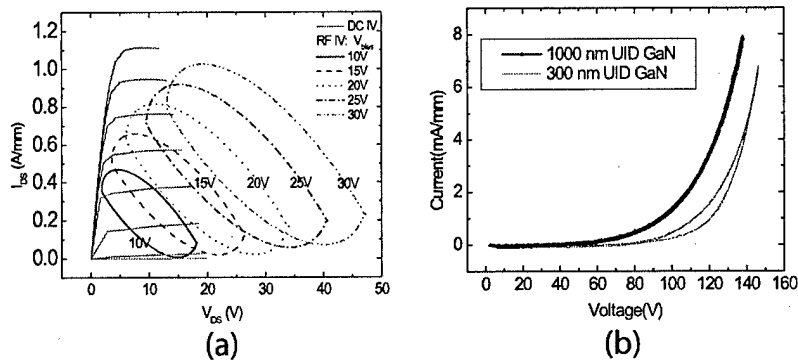 1.2
1.0
0.8
0.6
0.4
0.2
0.0
I_DS (A/mm)
0
10
20
30
40
50
V_DS (V)
(a)
DC IV
RF IV: V_bias
10V
15V
20V
25V
30V
10V
15V
20V
25V
30V
8
6
4
2
0
Current(mA/mm)
1000 nm UID GaN
300 nm UID GaN
0
20
40
60
80
100
120
140
160
Voltage(V)
(b)